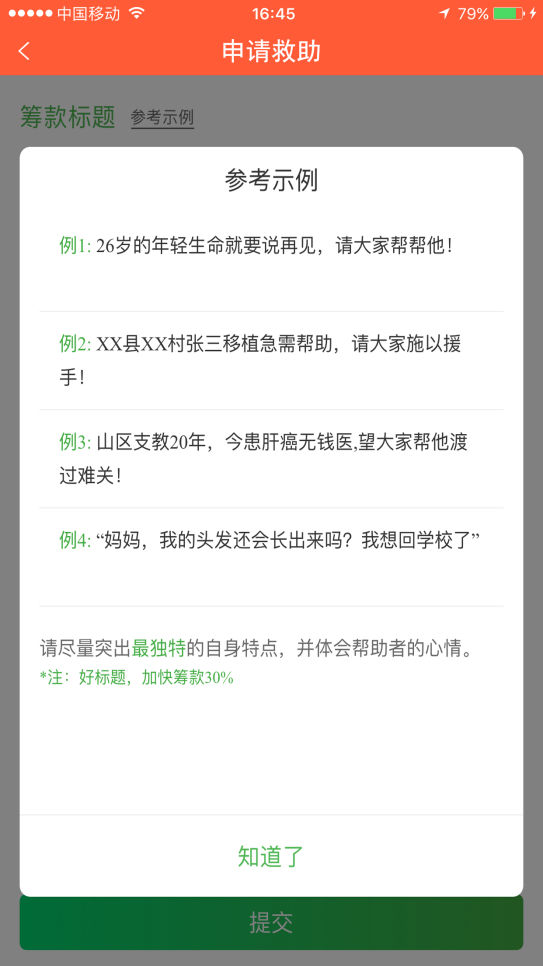 中国移动 16:45 79%
申请救助
筹款标题 参考示例
参考示例
例1: 26岁的年轻生命就要说再见，请大家帮帮他！
例2: XX县XX村张三移植急需帮助，请大家施以援
手！
例3: 山区支教20年，今患肝癌无钱医,望大家帮他渡
过难关！
例4: “妈妈，我的头发还会长出来吗？我想回学校了”
请尽量突出最独特的自身特点，并体会帮助者的心情。
*注：好标题，加快筹款30%
知道了
提交